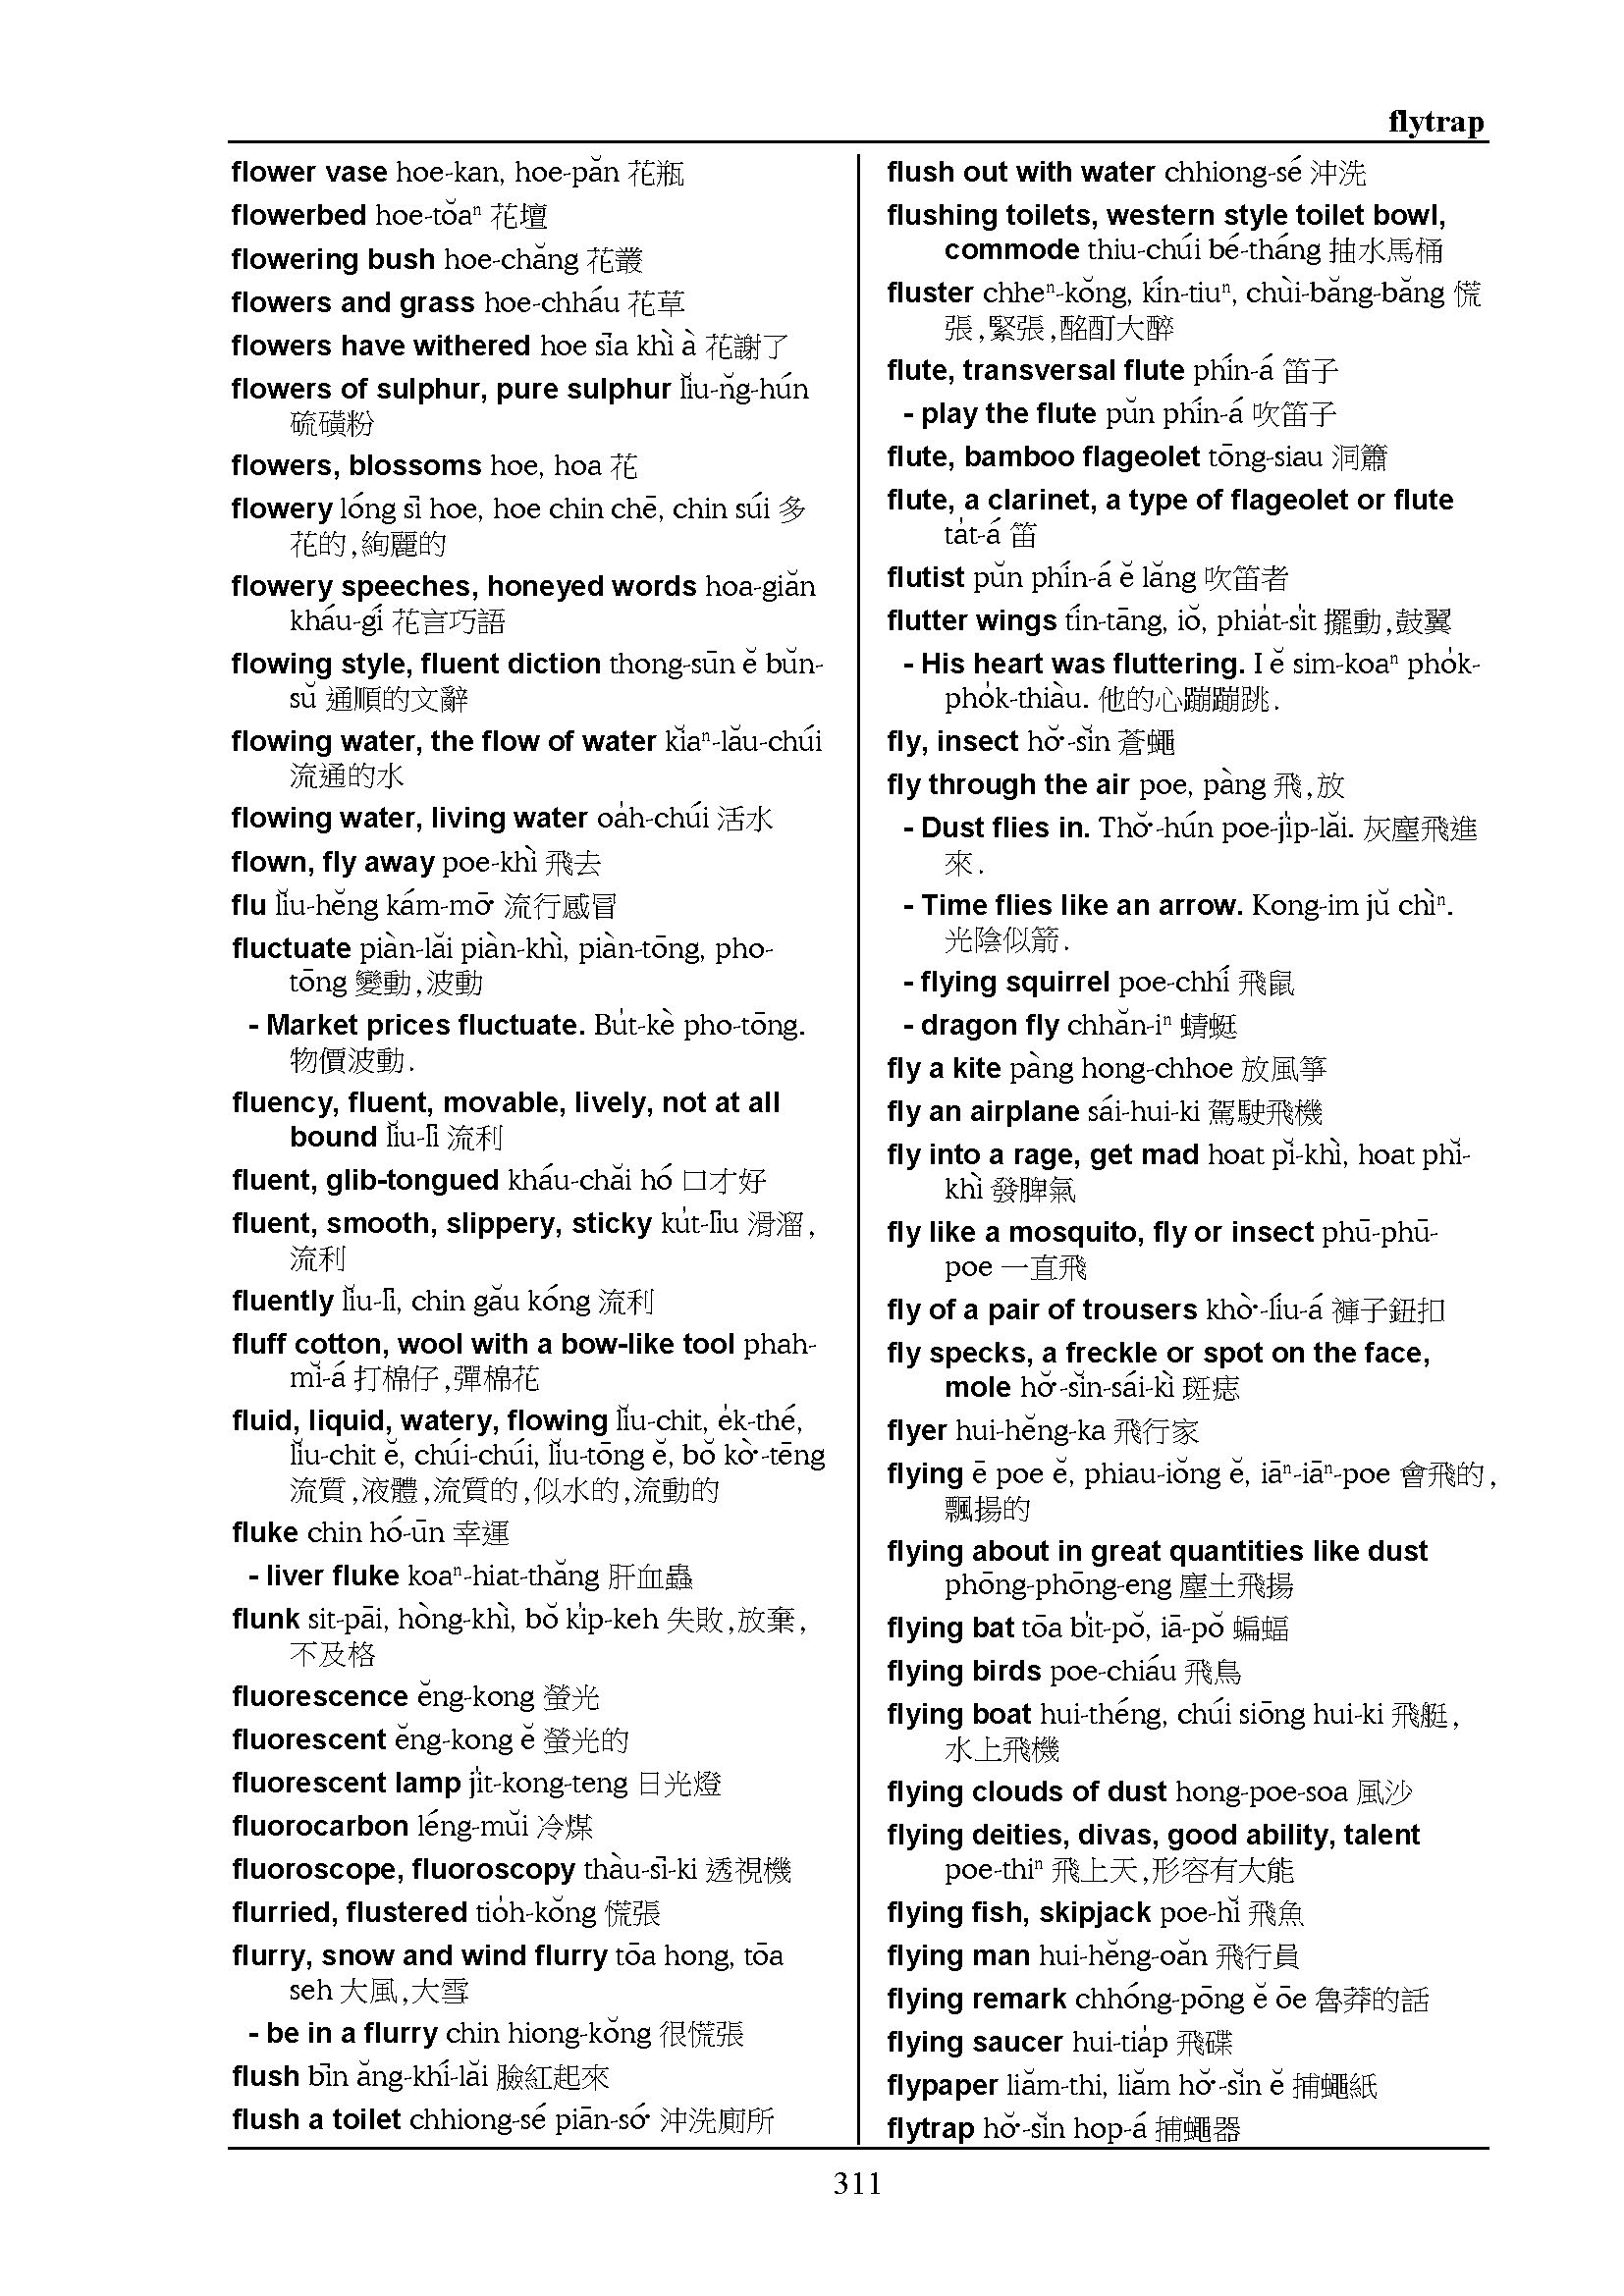 flytrap
flower vase hoe-kan, hoe-păn 花瓶
flowerbed hoe-tŏaⁿ 花壇
flowering bush hoe-chăng 花叢
flowers and grass hoe-chháu 花草
flowers have withered hoe sīa khì à 花謝了
flowers of sulphur, pure sulphur lĭu-n̆g-hún
硫磺粉
flowers, blossoms hoe, hoa 花
flowery lóng sī hoe, hoe chin chē, chin súi 多
花的,絢麗的
flowery speeches, honeyed words hoa-giăn
kháu-gí 花言巧語
flowing style, fluent diction thong-sūn ĕ bŭn-
sŭ 通順的文辭
flowing water, the flow of water kĭaⁿ-lău-chúi
流通的水
flowing water, living water oa̍h-chúi 活水
flown, fly away poe-khì 飛去
flu lĭu-hĕng kám-mō͘ 流行感冒
fluctuate piàn-lăi piàn-khì, piàn-tōng, pho-
tōng 變動,波動
- Market prices fluctuate. Bu̍t-kè pho-tōng.
物價波動.
fluency, fluent, movable, lively, not at all
bound lĭu-lī 流利
fluent, glib-tongued kháu-chăi hó 口才好
fluent, smooth, slippery, sticky ku̍t-līu 滑溜,
流利
fluently lĭu-lī, chin gău kóng 流利
fluff cotton, wool with a bow-like tool phah-
mĭ-á 打棉仔,彈棉花
fluid, liquid, watery, flowing lĭu-chit, e̍k-thé,
lĭu-chit ĕ, chúi-chúi, lĭu-tōng ĕ, bŏ kò͘-tēng
流質,液體,流質的,似水的,流動的
fluke chin hó-ūn 幸運
- liver fluke koaⁿ-hiat-thăng 肝血蟲
flunk sit-pāi, hòng-khì, bŏ ki̍p-keh 失敗,放棄,
不及格
fluorescence ĕng-kong 螢光
fluorescent ĕng-kong ĕ 螢光的
fluorescent lamp ji̍t-kong-teng 日光燈
fluorocarbon léng-mŭi 冷煤
fluoroscope, fluoroscopy thàu-sī-ki 透視機
flurried, flustered tio̍h-kŏng 慌張
flurry, snow and wind flurry tōa hong, tōa
seh 大風,大雪
- be in a flurry chin hiong-kŏng 很慌張
flush bīn ăng-khí-lăi 臉紅起來
flush a toilet chhiong-sé piān-só͘ 沖洗廁所
flush out with water chhiong-sé 沖洗
flushing toilets, western style toilet bowl,
commode thiu-chúi bé-tháng 抽水馬桶
fluster chheⁿ-kŏng, kín-tiuⁿ, chùi-băng-băng 慌
張,緊張,酩酊大醉
flute, transversal flute phín-á 笛子
- play the flute pŭn phín-á 吹笛子
flute, bamboo flageolet tōng-siau 洞簫
flute, a clarinet, a type of flageolet or flute
ta̍t-á 笛
flutist pŭn phín-á ĕ lăng 吹笛者
flutter wings tín-tāng, iŏ, phia̍t-si̍t 擺動,鼓翼
- His heart was fluttering. I ĕ sim-koaⁿ pho̍k-
pho̍k-thiàu. 他的心蹦蹦跳.
fly, insect hŏ͘-sĭn 蒼蠅
fly through the air poe, pàng 飛,放
- Dust flies in. Thŏ͘-hún poe-ji̍p-lăi. 灰塵飛進
來.
- Time flies like an arrow. Kong-im jŭ chìⁿ.
光陰似箭.
- flying squirrel poe-chhí 飛鼠
- dragon fly chhăn-iⁿ 蜻蜓
fly a kite pàng hong-chhoe 放風箏
fly an airplane sái-hui-ki 駕駛飛機
fly into a rage, get mad hoat pĭ-khì, hoat phĭ-
khì 發脾氣
fly like a mosquito, fly or insect phū-phū-
poe 一直飛
fly of a pair of trousers khò͘-líu-á 褲子鈕扣
fly specks, a freckle or spot on the face,
mole hŏ͘-sĭn-sái-kì 斑痣
flyer hui-hĕng-ka 飛行家
flying ē poe ĕ, phiau-iŏng ĕ, iāⁿ-iāⁿ-poe 會飛的,
飄揚的
flying about in great quantities like dust
phōng-phōng-eng 塵土飛揚
flying bat tōa bi̍t-pŏ, iā-pŏ 蝙蝠
flying birds poe-chiáu 飛鳥
flying boat hui-théng, chúi siōng hui-ki 飛艇,
水上飛機
flying clouds of dust hong-poe-soa 風沙
flying deities, divas, good ability, talent
poe-thiⁿ 飛上天,形容有大能
flying fish, skipjack poe-hĭ 飛魚
flying man hui-hĕng-oăn 飛行員
flying remark chhóng-pōng ĕ ōe 魯莽的話
flying saucer hui-tia̍p 飛碟
flypaper liăm-thi, liăm hŏ͘-sĭn ĕ 捕蠅紙
flytrap hŏ͘-sĭn hop-á 捕蠅器
311